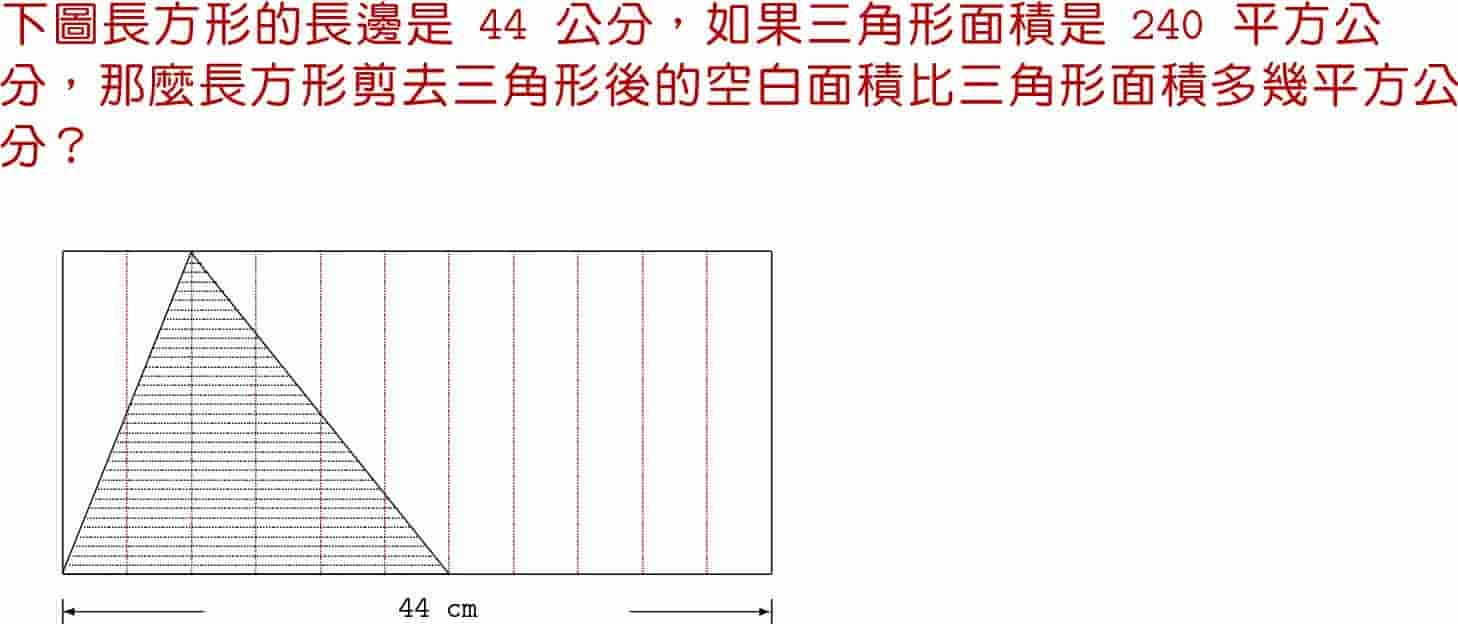 下圖長方形的長邊是 44 公分，如果三角形面積是 240 平方公
分，那麼長方形剪去三角形後的空白面積比三角形面積多幾平方公
分？
44 cm